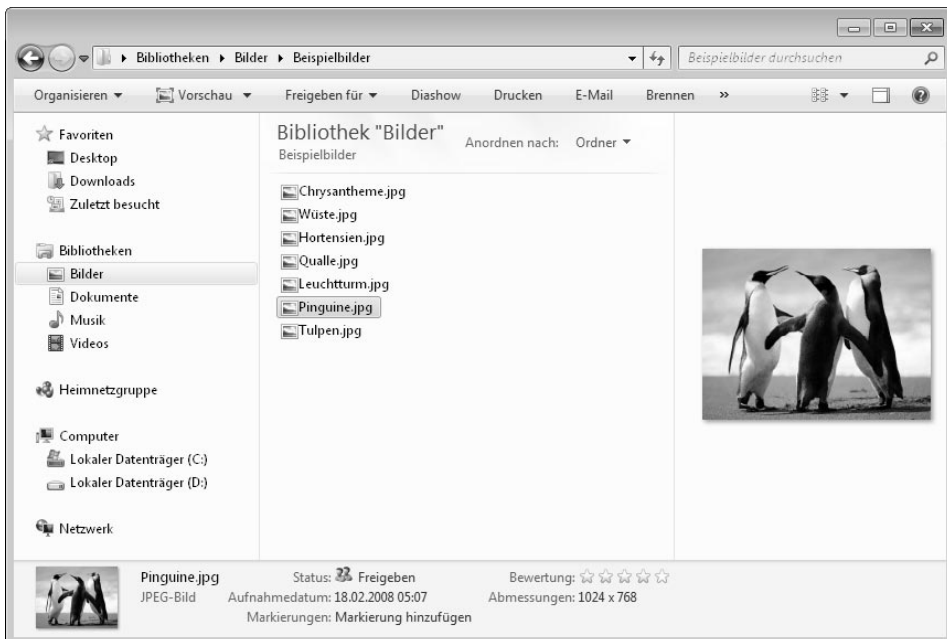 Bibliotheken Bilder Beispielbilder
Beispielbilder durchsuchen
Organisieren Vorschau Freigeben für Diashow Drucken E-Mail Brennen »
Favoriten
Desktop
Downloads
Zuletzt besucht
Bibliotheken
Bilder
Dokumente
Musik
Videos
Heimnetzgruppe
Computer
Lokaler Datenträger (C:)
Lokaler Datenträger (D:)
Netzwerk
Bibliothek "Bilder"
Beispielbilder
Anordnen nach: Ordner
Chrysantheme.jpg
Wüste.jpg
Hortensien.jpg
Qualle.jpg
Leuchtturm.jpg
Pinguine.jpg
Tulpen.jpg
Pinguine.jpg Status: Freigeben Bewertung:
JPEG-Bild Aufnahmedatum: 18.02.2008 05:07 Abmessungen: 1024 x 768
Markierungen: Markierung hinzufügen